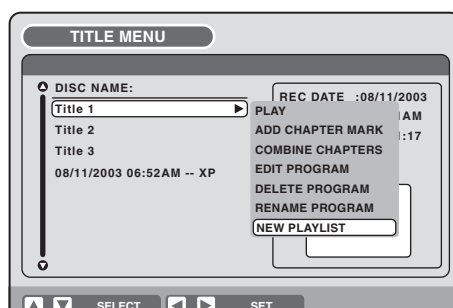 TITLE MENU
DISC NAME:
Title 1
Title 2
Title 3
08/11/2003 06:52AM -- XP
REC DATE :08/11/2003
AM
:17
PLAY
ADD CHAPTER MARK
COMBINE CHAPTERS
EDIT PROGRAM
DELETE PROGRAM
RENAME PROGRAM
NEW PLAYLIST
SELECT SET